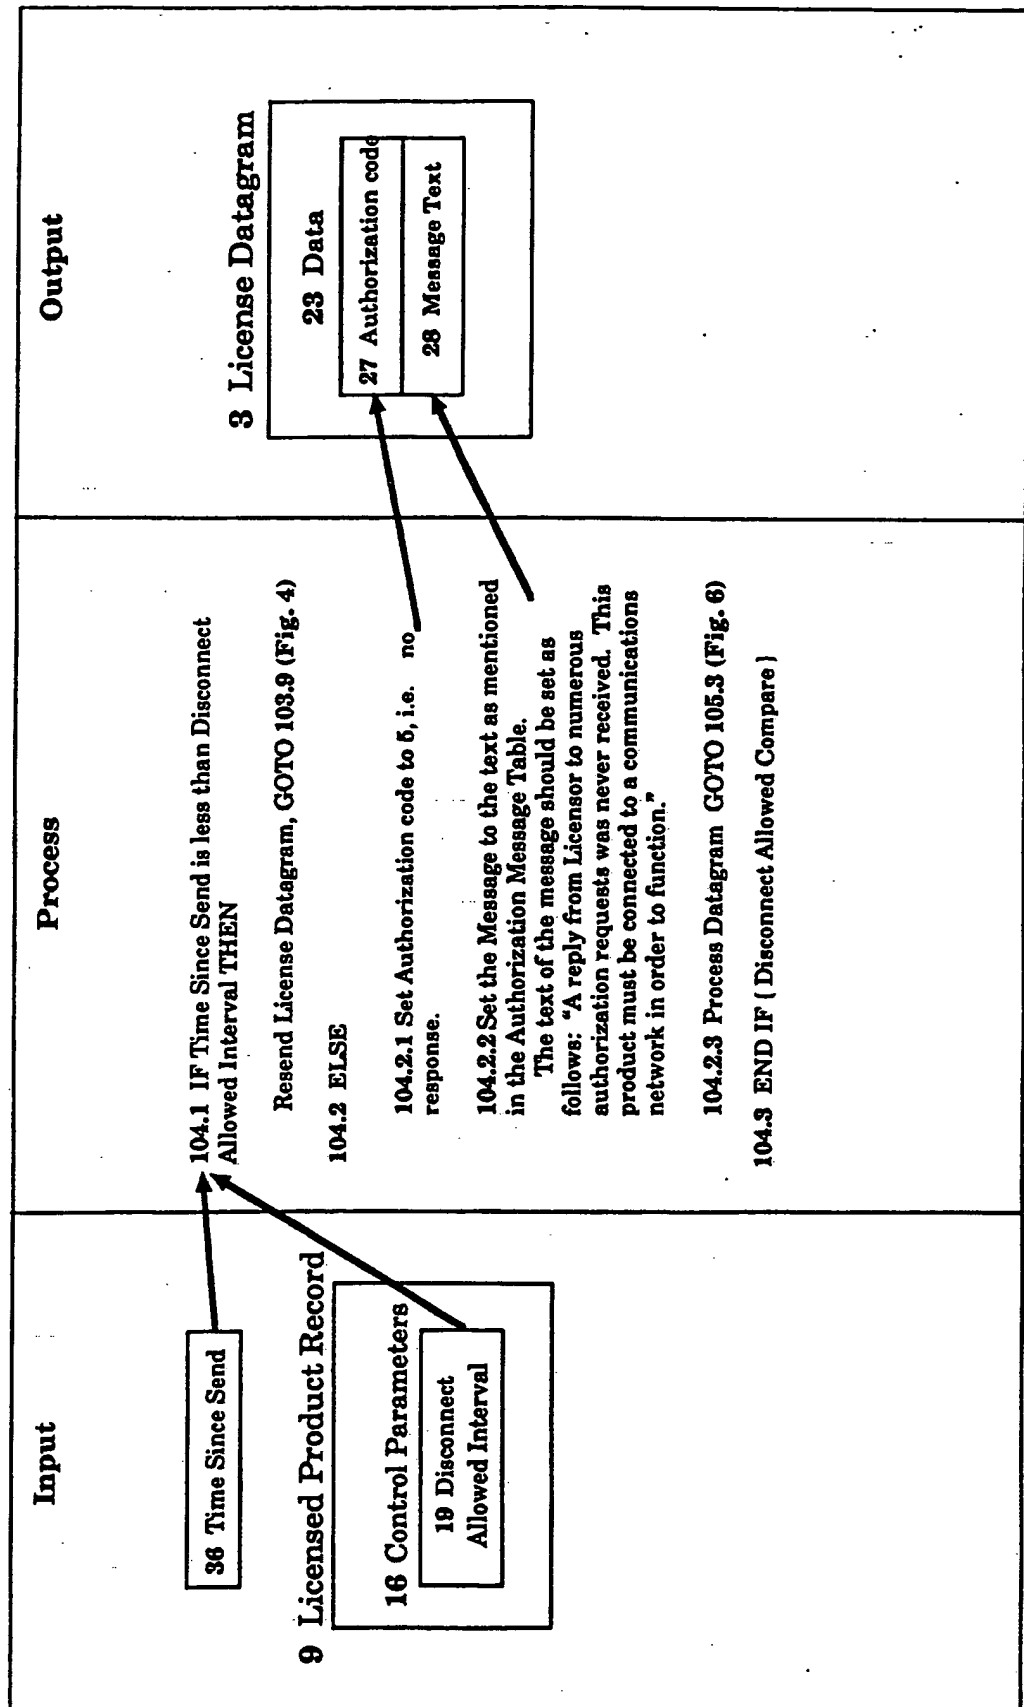 Input
36 Time Since Send
9 Licensed Product Record
16 Control Parameters
19 Disconnect
Allowed Interval
Process
104.1 IF Time Since Send is less than Disconnect
Allowed Interval THEN
Resend License Datagram, GOTO 103.9 (Fig. 4)
104.2 ELSE
104.2.1 Set Authorization code to 5, i.e. no
response.
104.2.2 Set the Message to the text as mentioned
in the Authorization Message Table.
The text of the message should be set as
follows: “A reply from Licensor to numerous
authorization requests was never received. This
product must be connected to a communications
network in order to function.”
104.2.3 Process Datagram GOTO 105.3 (Fig. 6)
104.3 END IF { Disconnect Allowed Compare }
Output
3 License Datagram
23 Data
27 Authorization code
28 Message Text